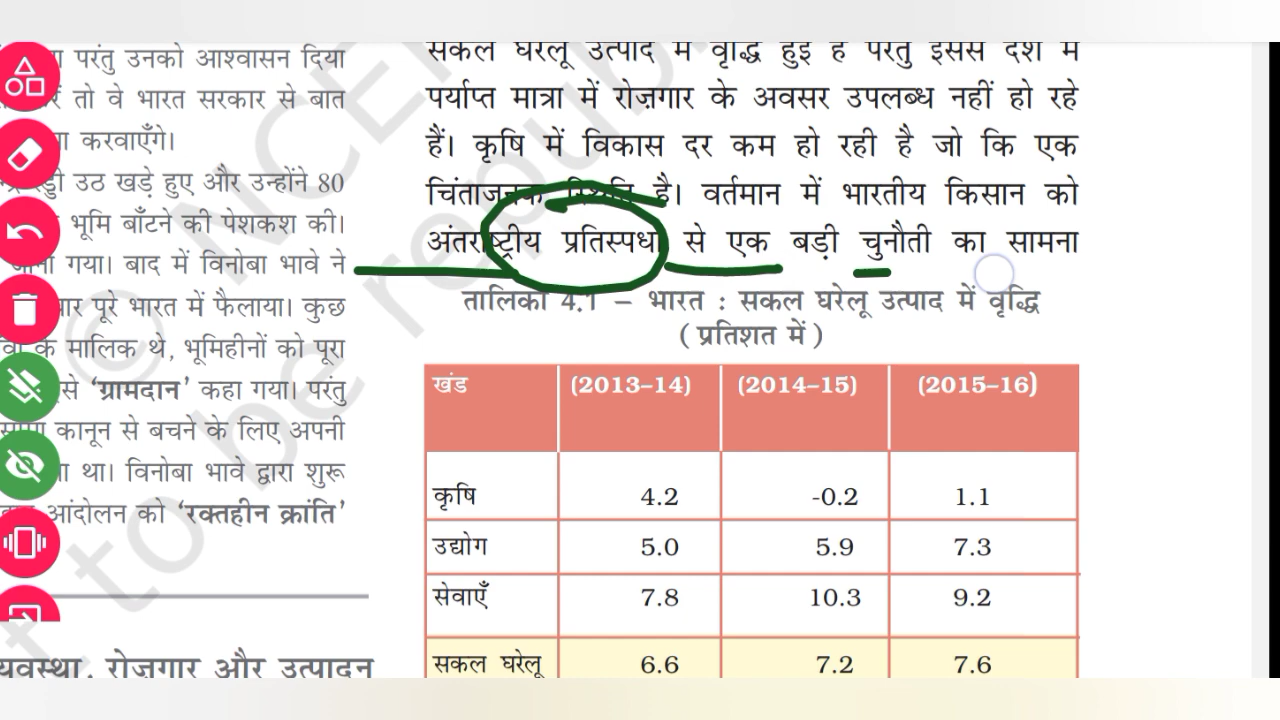 परंतु उनको आश्वासन दिया
तो वे भारत सरकार से बात
करवाएँगे।
उठ खड़े हुए और उन्होंने 80
भूमि बाँटने की पेशकश की।
गया। बाद में विनोबा भावे ने
पूरे भारत में फैलाया। कुछ
के मालिक थे, भूमिहीनों को पूरा
से ‘ग्रामदान’ कहा गया। परंतु
कानून से बचने के लिए अपनी
था। विनोबा भावे द्वारा शुरू
आंदोलन को ‘रक्तहीन क्रांति’
रोज़गार और उत्पादन
सकल घरेलू उत्पाद में वृद्धि हुई है परंतु इससे देश में
पर्याप्त मात्रा में रोज़गार के अवसर उपलब्ध नहीं हो रहे
हैं। कृषि में विकास दर कम हो रही है जो कि एक
चिंताजनक स्थिति है। वर्तमान में भारतीय किसान को
अंतर्राष्ट्रीय प्रतिस्पर्धा से एक बड़ी चुनौती का सामना
तालिका 4.1 – भारत : सकल घरेलू उत्पाद में वृद्धि
(प्रतिशत में)
खंड (2013–14) (2014–15) (2015–16)
कृषि 4.2 -0.2 1.1
उद्योग 5.0 5.9 7.3
सेवाएँ 7.8 10.3 9.2
सकल घरेलू 6.6 7.2 7.6